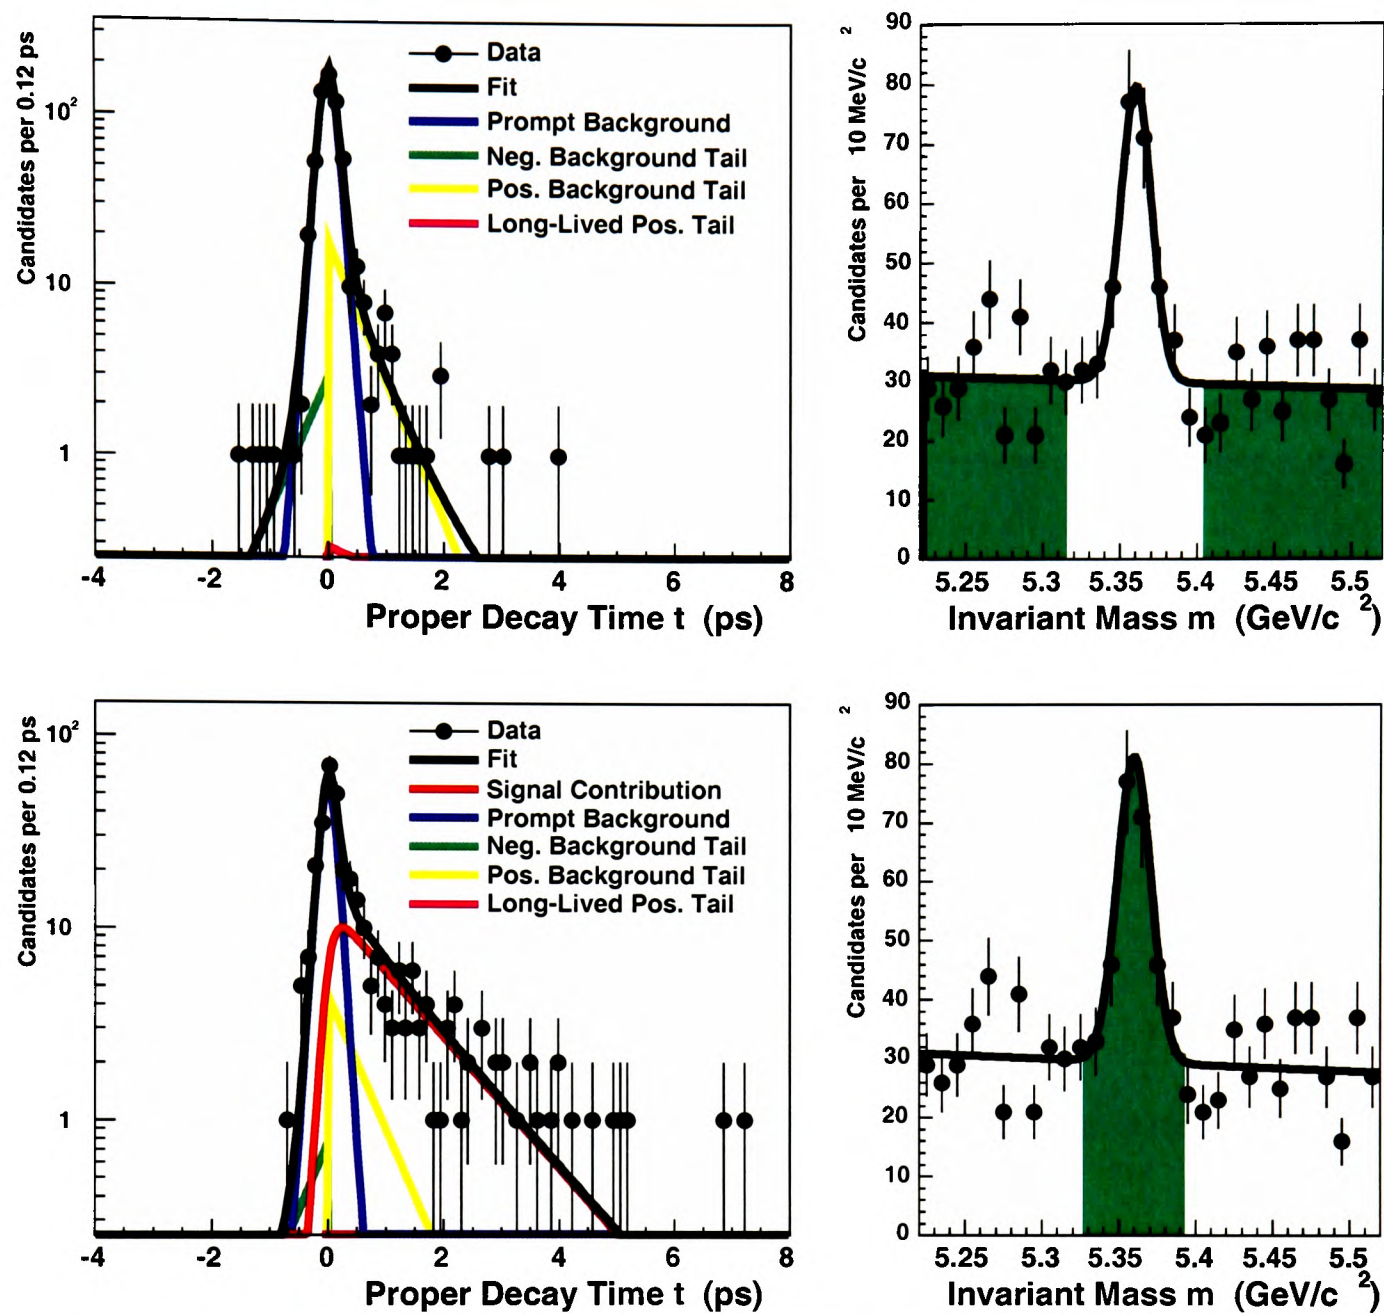 Candidates per 0.12 ps
10²
10
1
Data
Fit
Prompt Background
Neg. Background Tail
Pos. Background Tail
Long-Lived Pos. Tail
-4 -2 0 2 4 6 8
Proper Decay Time t (ps)
Candidates per 10 MeV/c ²
90
80
70
60
50
40
30
20
10
0
5.25 5.3 5.35 5.4 5.45 5.5
Invariant Mass m (GeV/c ²)
Candidates per 0.12 ps
10²
10
1
Data
Fit
Signal Contribution
Prompt Background
Neg. Background Tail
Pos. Background Tail
Long-Lived Pos. Tail
-4 -2 0 2 4 6 8
Proper Decay Time t (ps)
Candidates per 10 MeV/c ²
90
80
70
60
50
40
30
20
10
0
5.25 5.3 5.35 5.4 5.45 5.5
Invariant Mass m (GeV/c ²)